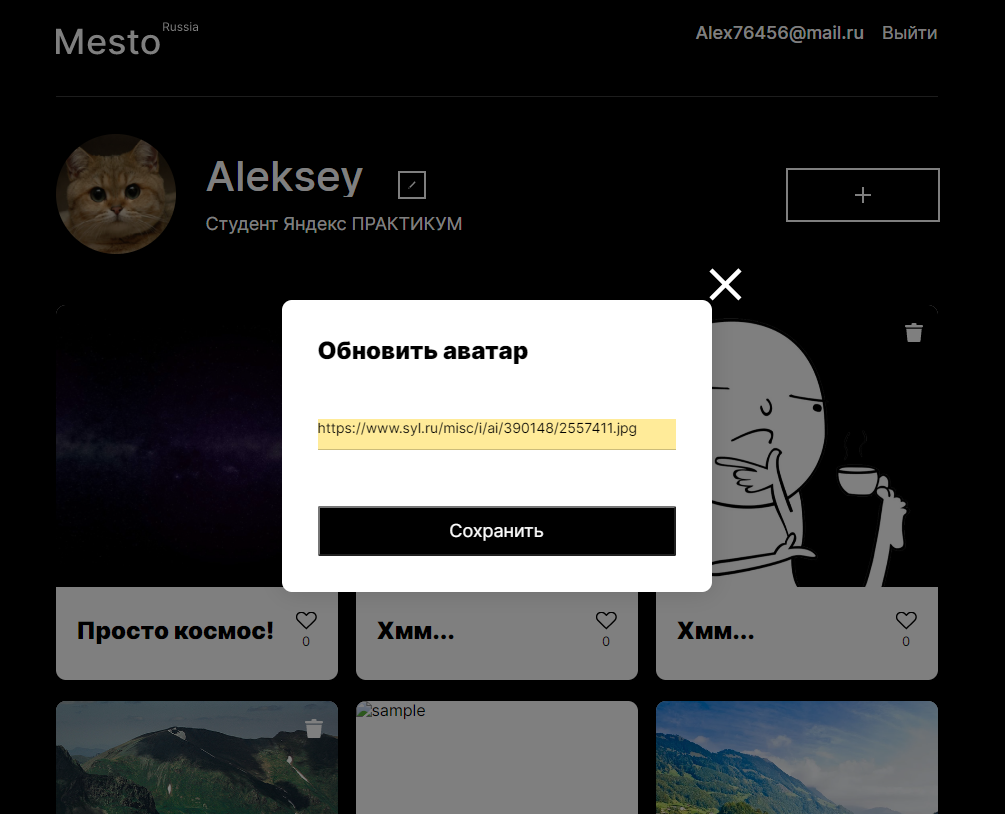 Mesto Russia
Alex76456@mail.ru Выйти
Aleksey
Студент Яндекс ПРАКТИКУМ
Обновить аватар
https://www.syl.ru/misc/i/ai/390148/2557411.jpg
Сохранить
Просто космос!
0
Хмм...
0
Хмм...
0
sample